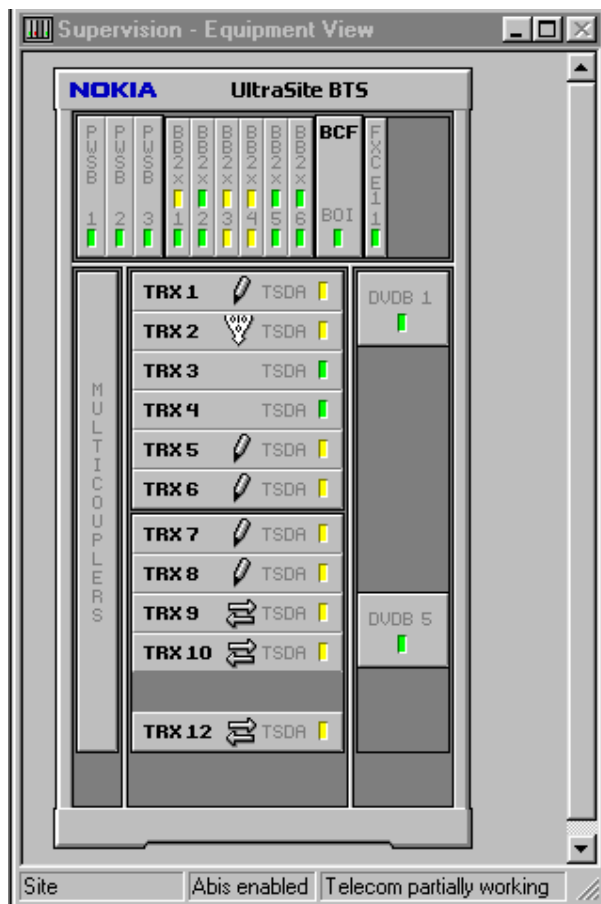 Supervision - Equipment View
NOKIA UltraSite BTS
PWSB 1
PWSB 2
PWSB 3
BB2x 1
BB2x 2
BB2x 3
BB2x 4
BB2x 5
BB2x 6
BCF BOI
FXC E1 1
MULTICOUPLERS
TRX 1 TSDA
TRX 2 TSDA
TRX 3 TSDA
TRX 4 TSDA
TRX 5 TSDA
TRX 6 TSDA
TRX 7 TSDA
TRX 8 TSDA
TRX 9 TSDA
TRX 10 TSDA
TRX 12 TSDA
DVDB 1
DVDB 5
Site Abis enabled Telecom partially working